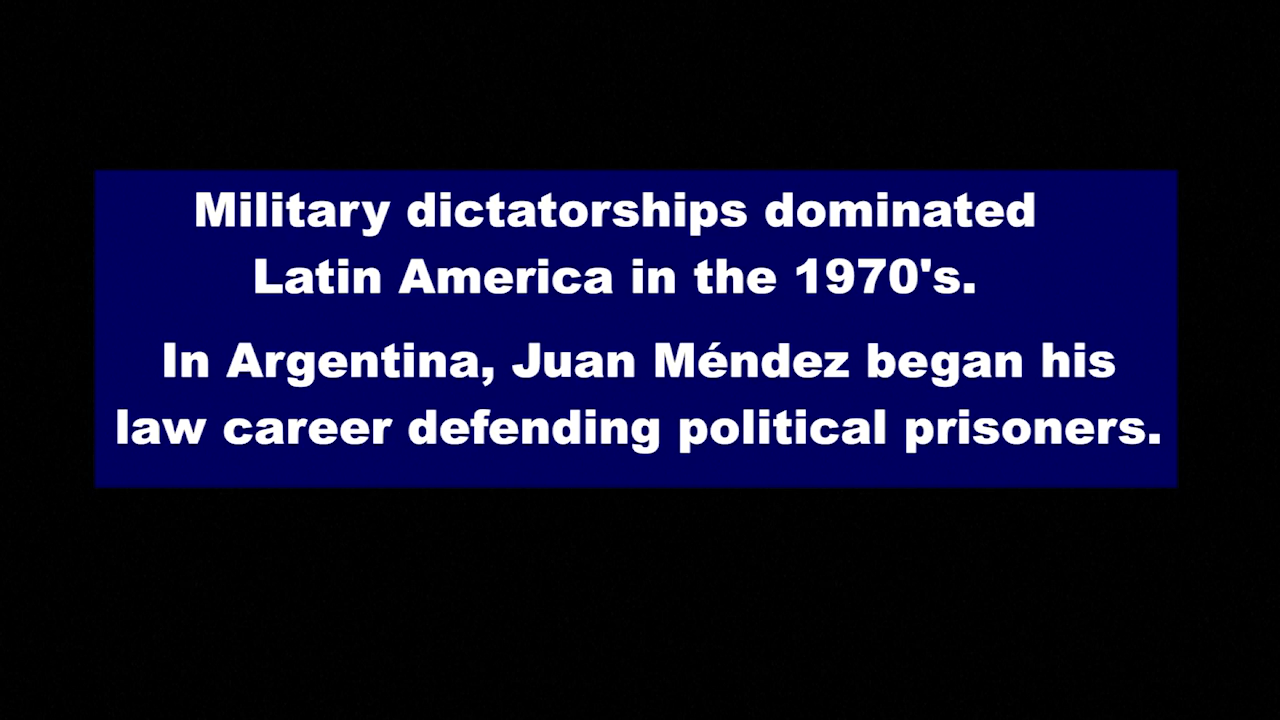 Military dictatorships dominated
Latin America in the 1970's.
In Argentina, Juan Méndez began his
law career defending political prisoners.